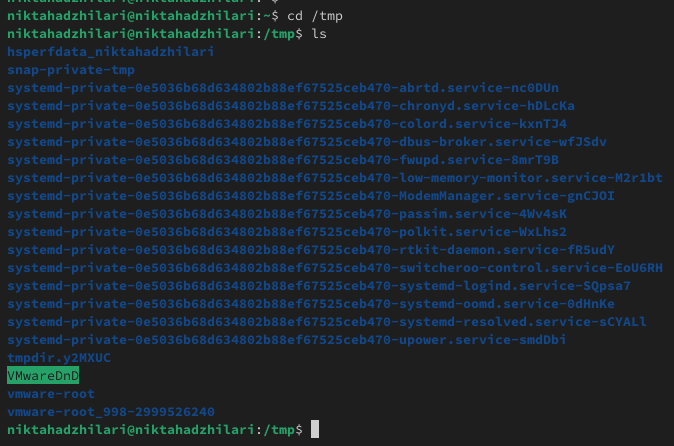 niktahadzhilari@niktahadzhilari:~$ cd /tmp
niktahadzhilari@niktahadzhilari:/tmp$ ls
hsperfdata_niktahadzhilari
snap-private-tmp
systemd-private-0e5036b68d634802b88ef67525ceb470-abrtd.service-nc0DUn
systemd-private-0e5036b68d634802b88ef67525ceb470-chronyd.service-hDLcKa
systemd-private-0e5036b68d634802b88ef67525ceb470-colord.service-kxnTJ4
systemd-private-0e5036b68d634802b88ef67525ceb470-dbus-broker.service-wfJSdv
systemd-private-0e5036b68d634802b88ef67525ceb470-fwupd.service-8mrT9B
systemd-private-0e5036b68d634802b88ef67525ceb470-low-memory-monitor.service-M2r1bt
systemd-private-0e5036b68d634802b88ef67525ceb470-ModemManager.service-gnCJOI
systemd-private-0e5036b68d634802b88ef67525ceb470-passim.service-4Wv4sK
systemd-private-0e5036b68d634802b88ef67525ceb470-polkit.service-WxLhs2
systemd-private-0e5036b68d634802b88ef67525ceb470-rtkit-daemon.service-fR5udY
systemd-private-0e5036b68d634802b88ef67525ceb470-switcheroo-control.service-EoU6RH
systemd-private-0e5036b68d634802b88ef67525ceb470-systemd-logind.service-SQpsa7
systemd-private-0e5036b68d634802b88ef67525ceb470-systemd-oomd.service-0dHnKe
systemd-private-0e5036b68d634802b88ef67525ceb470-systemd-resolved.service-sCYALl
systemd-private-0e5036b68d634802b88ef67525ceb470-upower.service-smdDbi
tmpdir.y2MXUC
VMwareDnD
vmware-root
vmware-root_998-2999526240
niktahadzhilari@niktahadzhilari:/tmp$